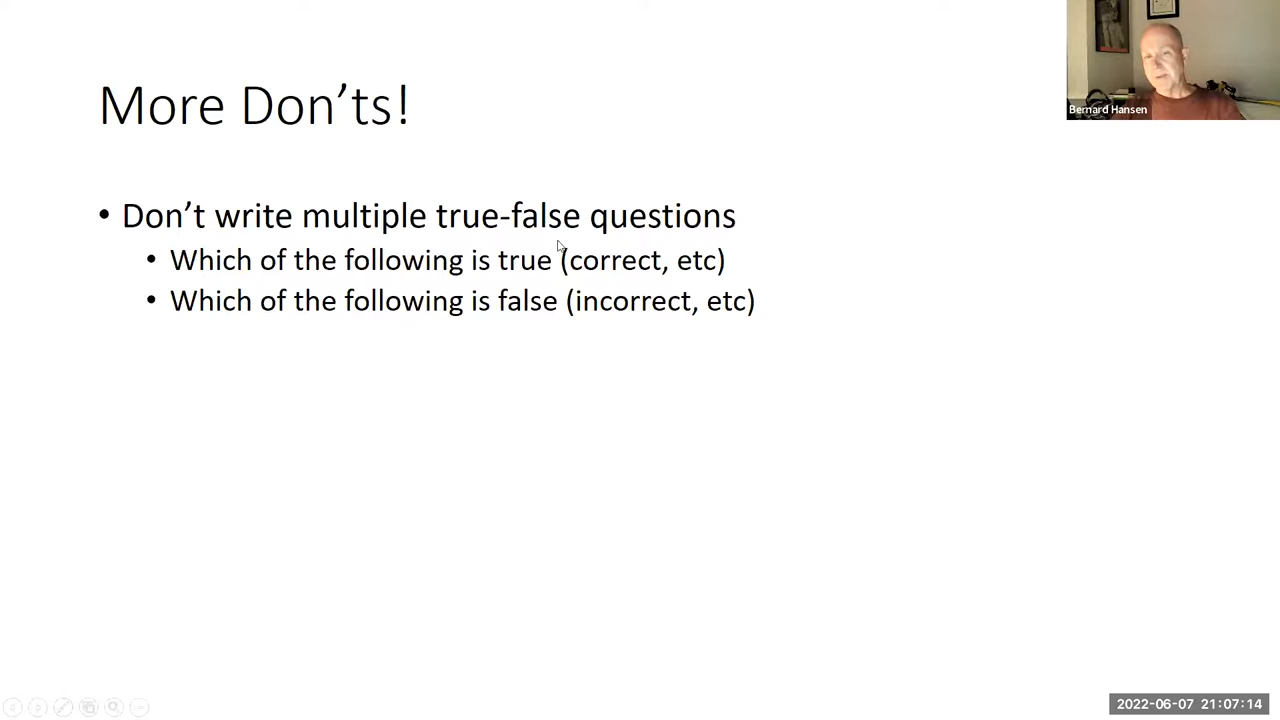 Bernard Hansen
More Don’ts!
• Don’t write multiple true-false questions
• Which of the following is true (correct, etc)
• Which of the following is false (incorrect, etc)
2022-06-07 21:07:14